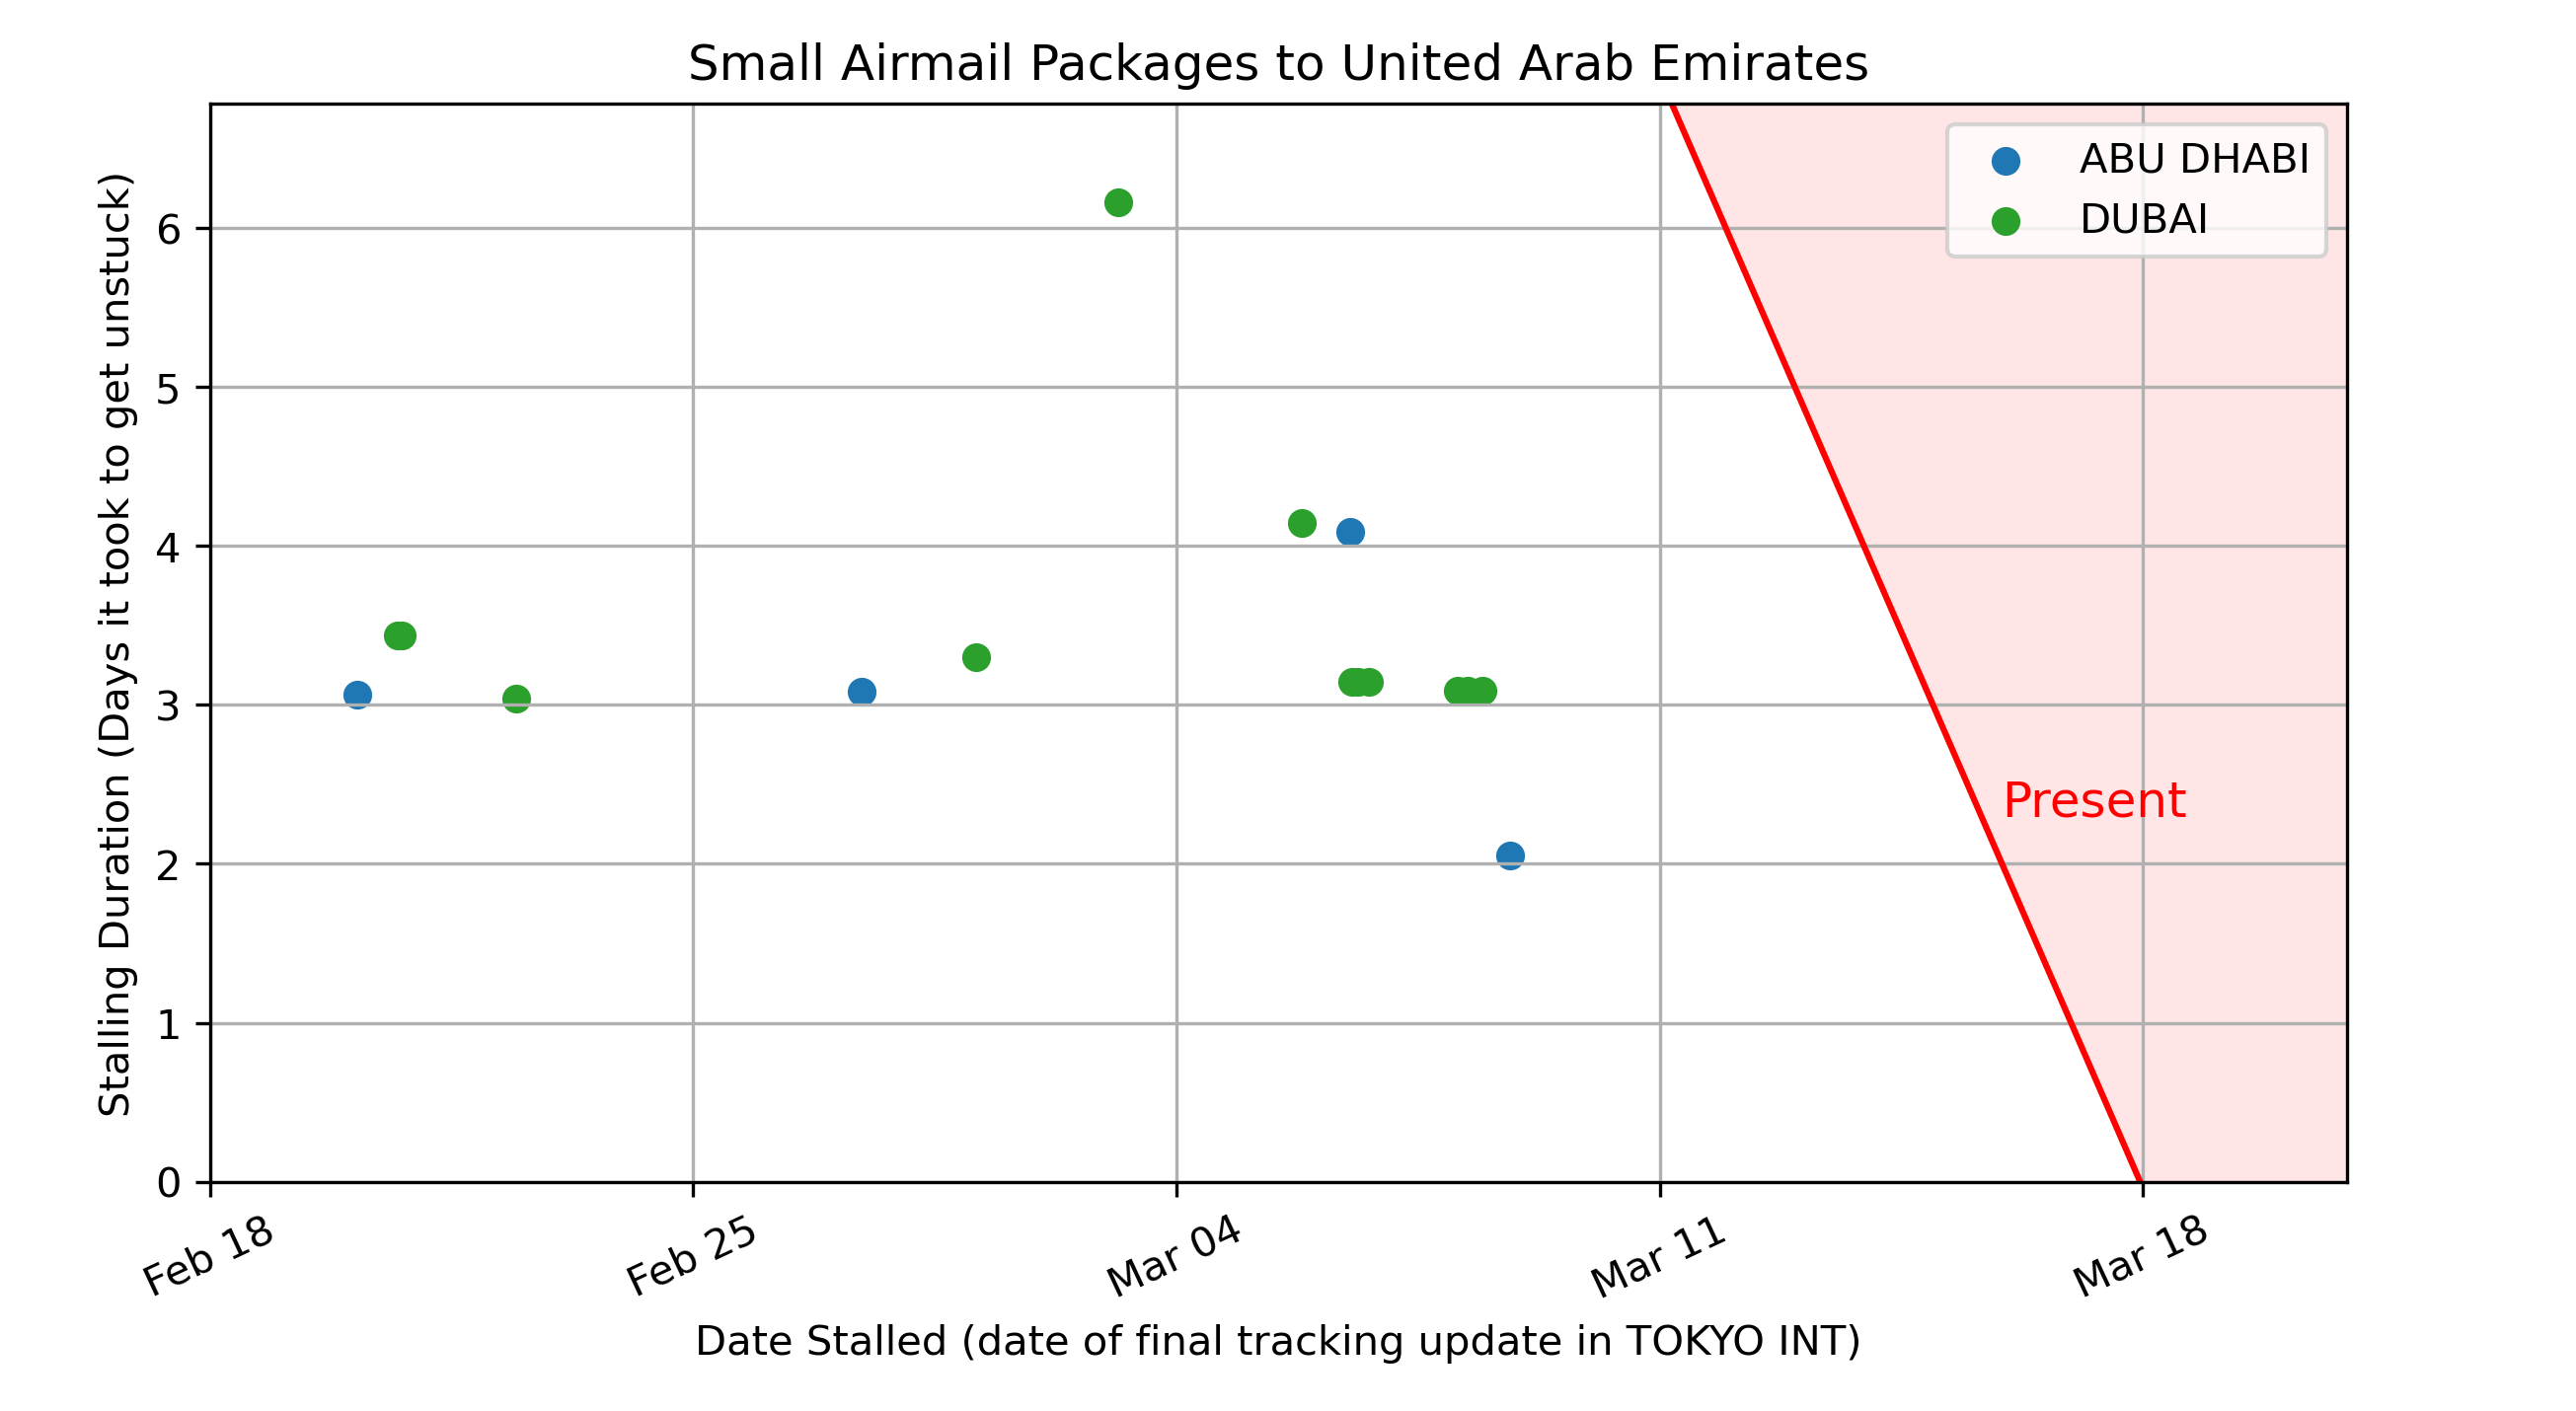 Small Airmail Packages to United Arab Emirates
ABU DHABI
DUBAI
Present
Stalling Duration (Days it took to get unstuck)
6
5
4
3
2
1
0
Feb 18
Feb 25
Mar 04
Mar 11
Mar 18
Date Stalled (date of final tracking update in TOKYO INT)